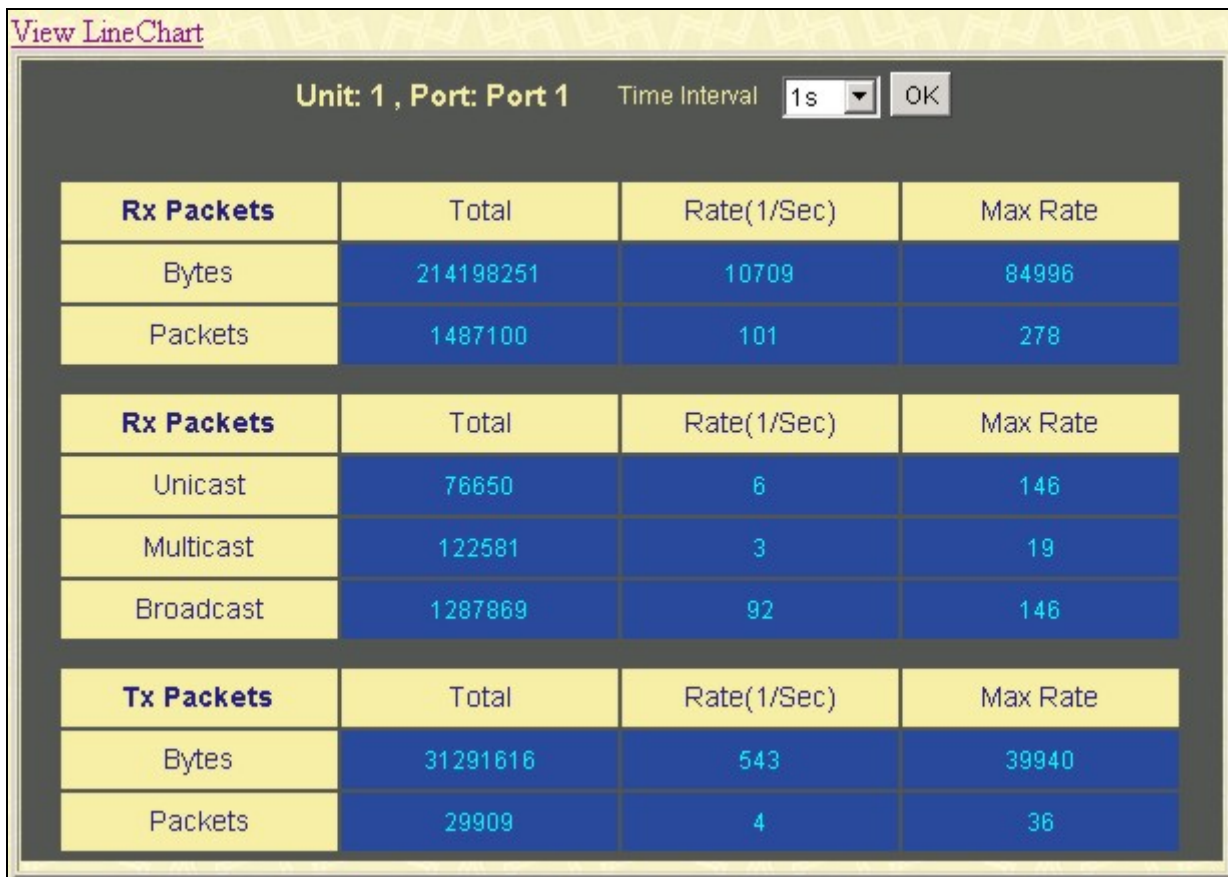 View LineChart
Unit: 1 , Port: Port 1 Time Interval 1s OK
Rx Packets Total Rate(1/Sec) Max Rate
Bytes 214198251 10709 84996
Packets 1487100 101 278
Rx Packets Total Rate(1/Sec) Max Rate
Unicast 76650 6 146
Multicast 122581 3 19
Broadcast 1287869 92 146
Tx Packets Total Rate(1/Sec) Max Rate
Bytes 31291616 543 39940
Packets 29909 4 36